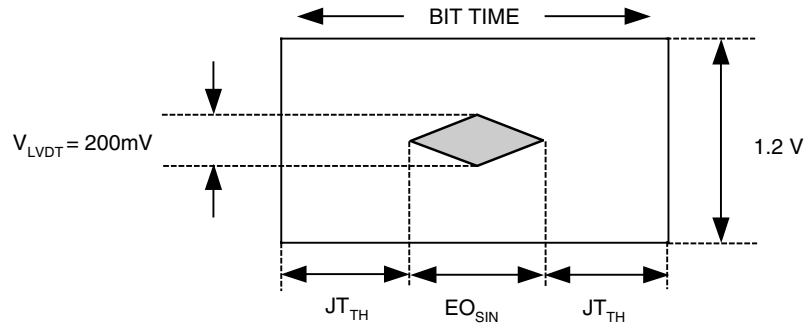 BIT TIME
V_LVDT = 200mV
1.2 V
JT_TH
EO_SIN
JT_TH